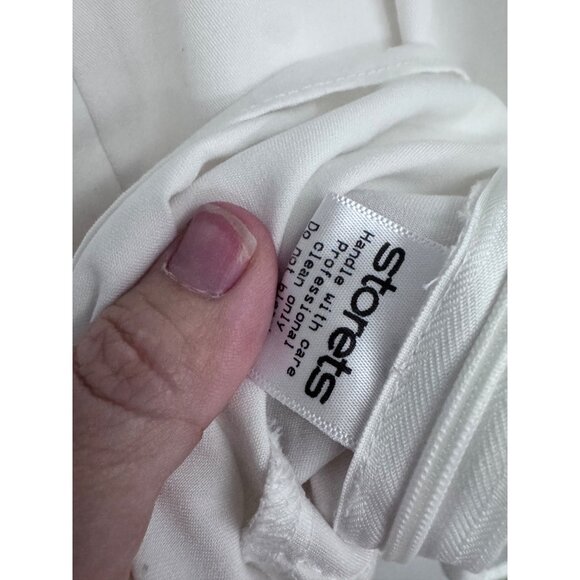 storets
Handle with care
professional
clean only
Do not